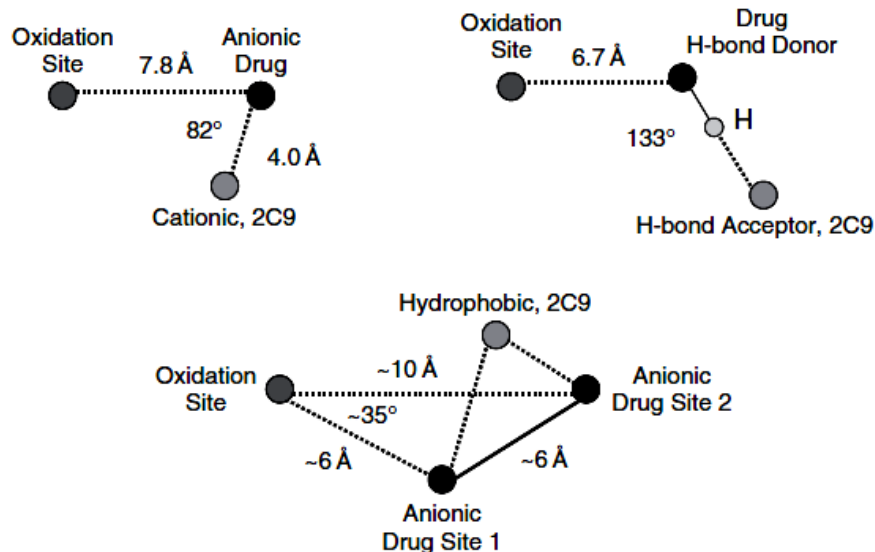 Oxidation
Site
7.8 Å
Anionic
Drug
82°
4.0 Å
Cationic, 2C9
Oxidation
Site
6.7 Å
Drug
H-bond Donor
H
133°
H-bond Acceptor, 2C9
Hydrophobic, 2C9
Oxidation
Site
~10 Å
~35°
~6 Å
~6 Å
Anionic
Drug Site 2
Anionic
Drug Site 1